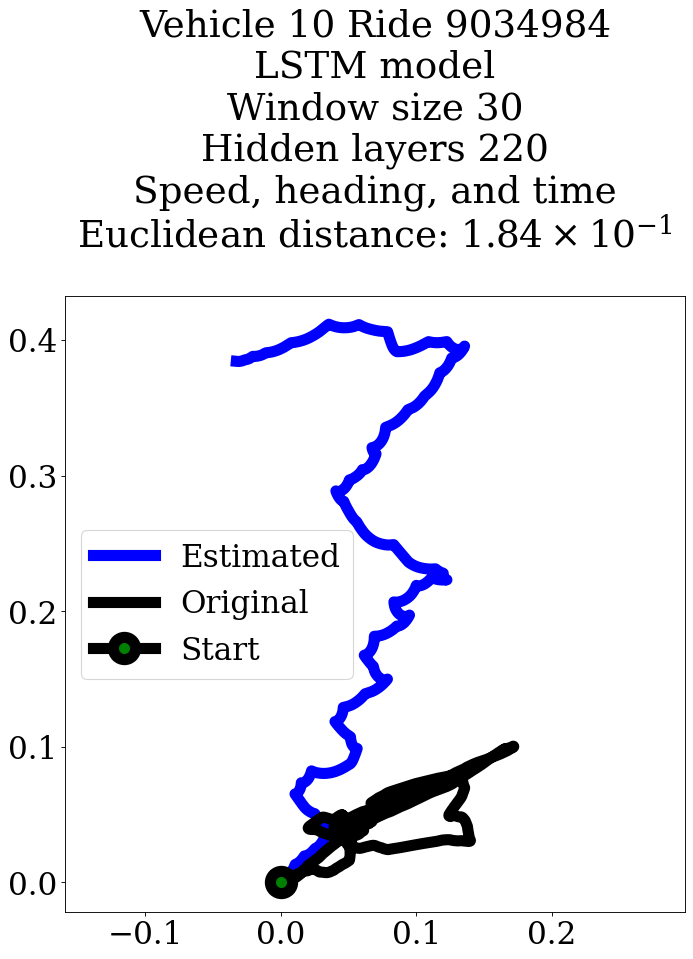 Vehicle 10 Ride 9034984
LSTM model
Window size 30
Hidden layers 220
Speed, heading, and time
Euclidean distance: 1.84 × 10⁻¹
0.4
0.3
Estimated
Original
0.2
Start
0.1
0.0
−0.1 0.0 0.1 0.2